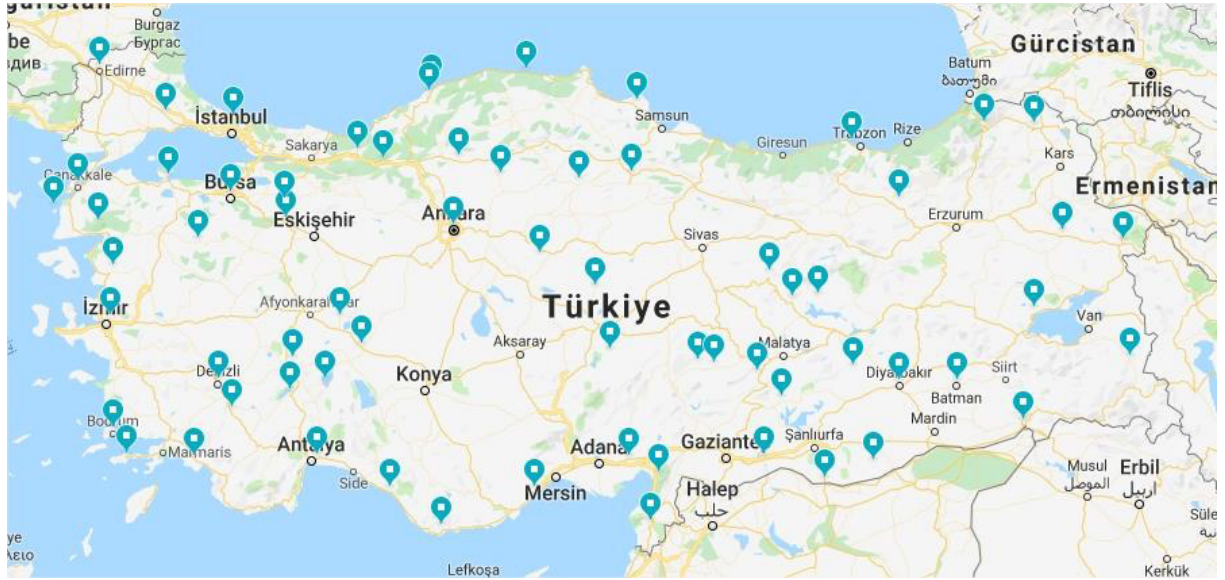 Burgaz
Бургас
Edirne
İstanbul
Sakarya
Çanakkale
Bursa
Eskişehir
Ankara
Samsun
Giresun
Trabzon
Rize
Batum
ბათუმი
Gürcistan
Tiflis
თბილისი
Kars
Ermenistan
Erzurum
Sivas
Türkiye
İzmir
Aksaray
Malatya
Van
Konya
Denizli
Diyarbakır
Batman
Siirt
Mardin
Bodrum
Marmaris
Antalya
Side
Adana
Mersin
Gaziantep
Şanlıurfa
Halep
حلب
Musul
الموصل
Erbil
اربيل
Kerkük
Lefkoşa